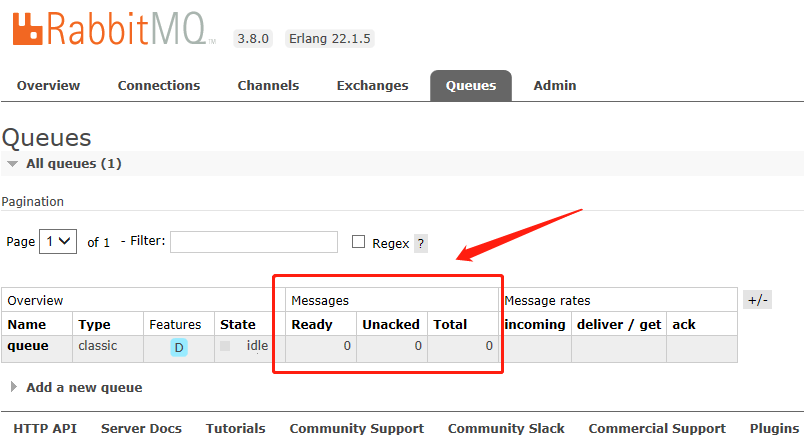 RabbitMQ TM 3.8.0 Erlang 22.1.5
Overview Connections Channels Exchanges Queues Admin
Queues
All queues (1)
Pagination
Page 1 of 1 - Filter: Regex ?
Overview Messages Message rates +/-
Name Type Features State Ready Unacked Total incoming deliver / get ack
queue classic D idle 0 0 0
Add a new queue
HTTP API Server Docs Tutorials Community Support Community Slack Commercial Support Plugins